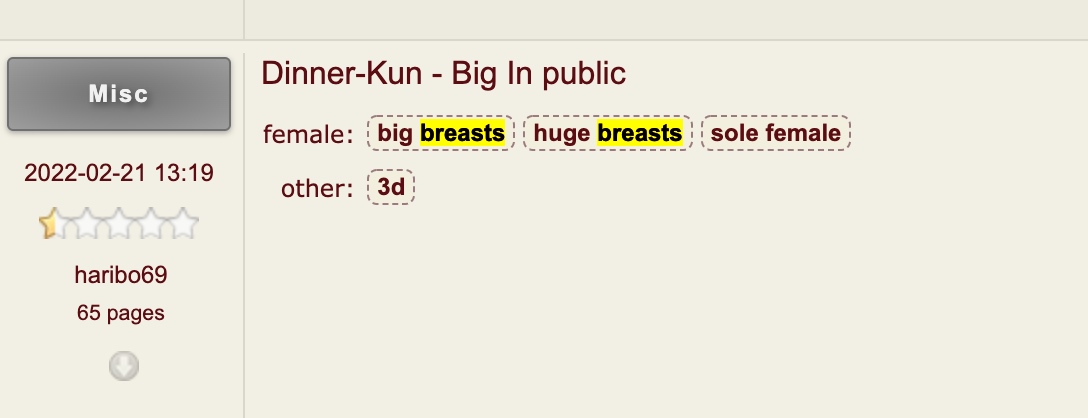 Misc
2022-02-21 13:19
haribo69
65 pages
Dinner-Kun - Big In public
female: big breasts huge breasts sole female
other: 3d